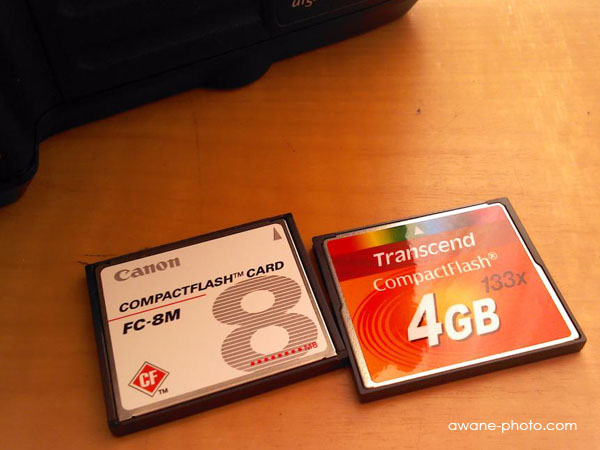 Canon
COMPACTFLASH™ CARD
FC-8M
8
MB
CF
TM
Transcend
CompactFlash®
133x
4GB
awane-photo.com